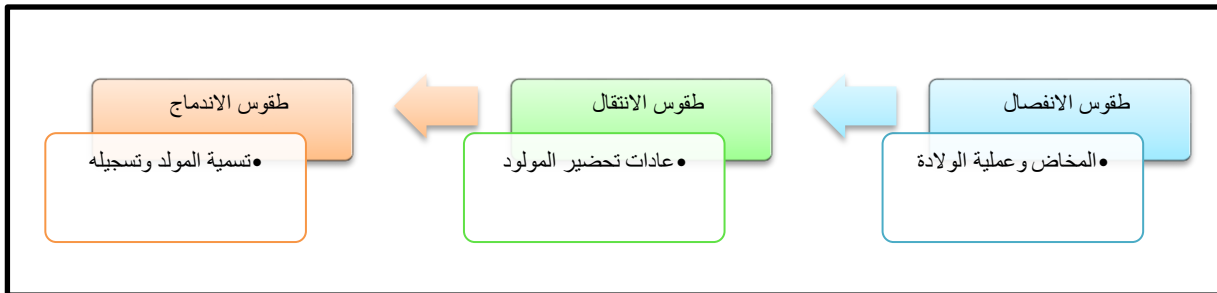 طقوس الانفصال
•المخاض وعملية الولادة
طقوس الانتقال
•عادات تحضير المولود
طقوس الاندماج
•تسمية المولد وتسجيله